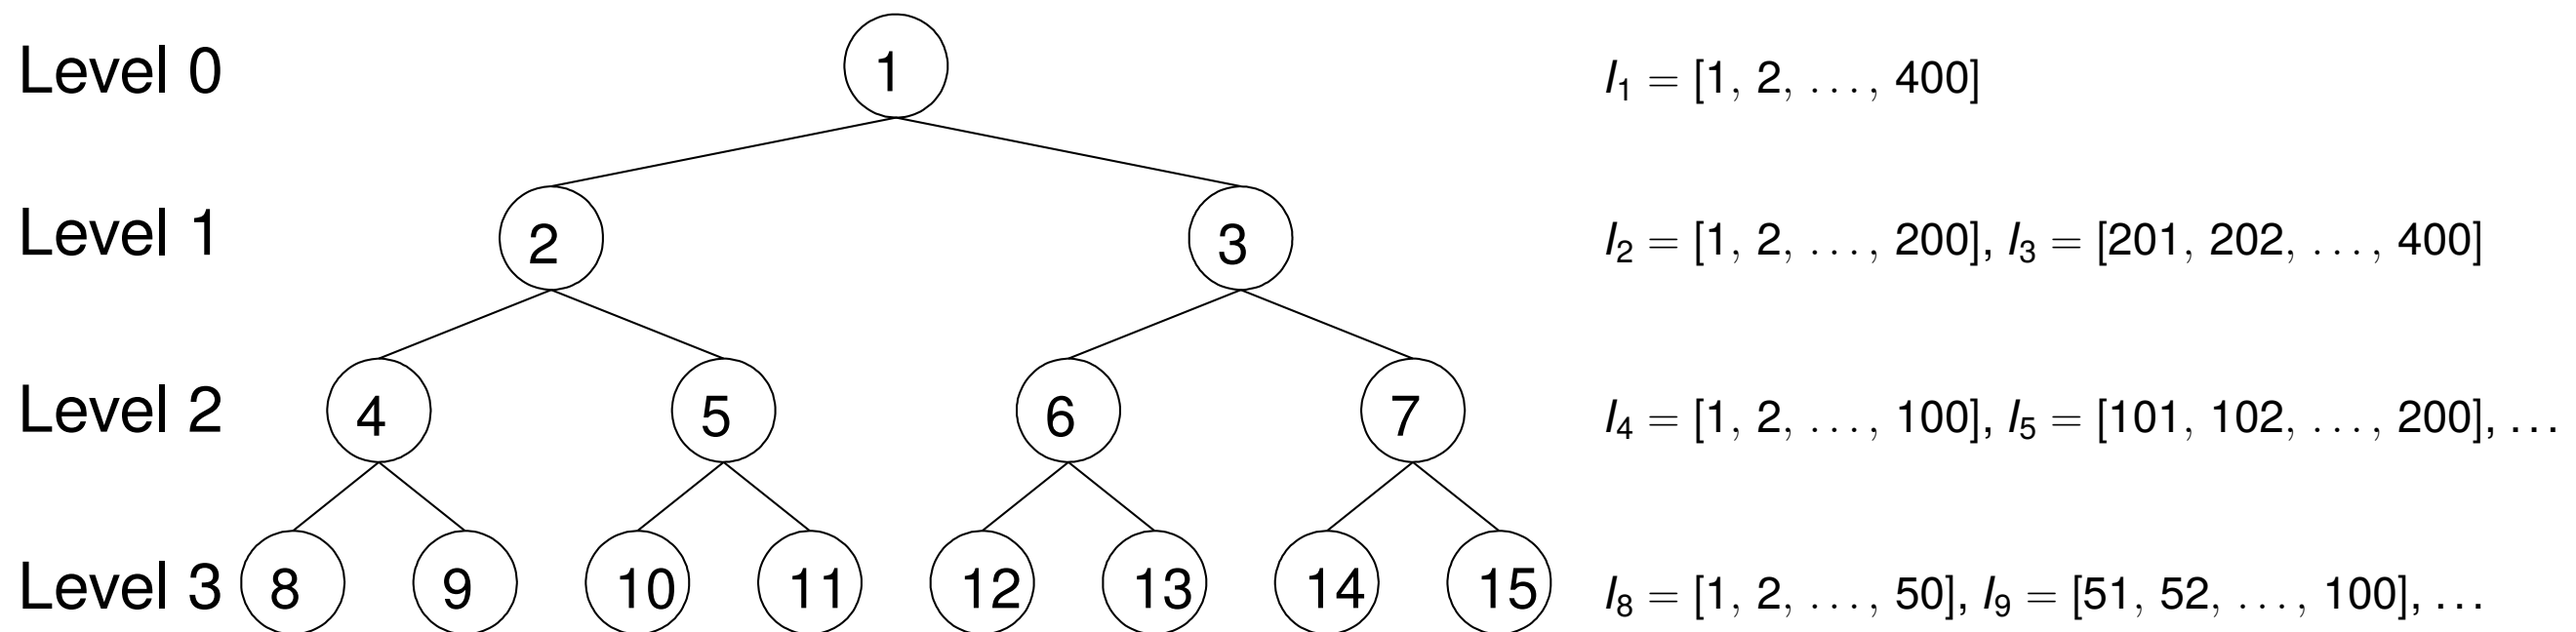 Level 0 1 I₁ = [1, 2, ..., 400]
Level 1 2 3 I₂ = [1, 2, ..., 200], I₃ = [201, 202, ..., 400]
Level 2 4 5 6 7 I₄ = [1, 2, ..., 100], I₅ = [101, 102, ..., 200], ...
Level 3 8 9 10 11 12 13 14 15 I₈ = [1, 2, ..., 50], I₉ = [51, 52, ..., 100], ...